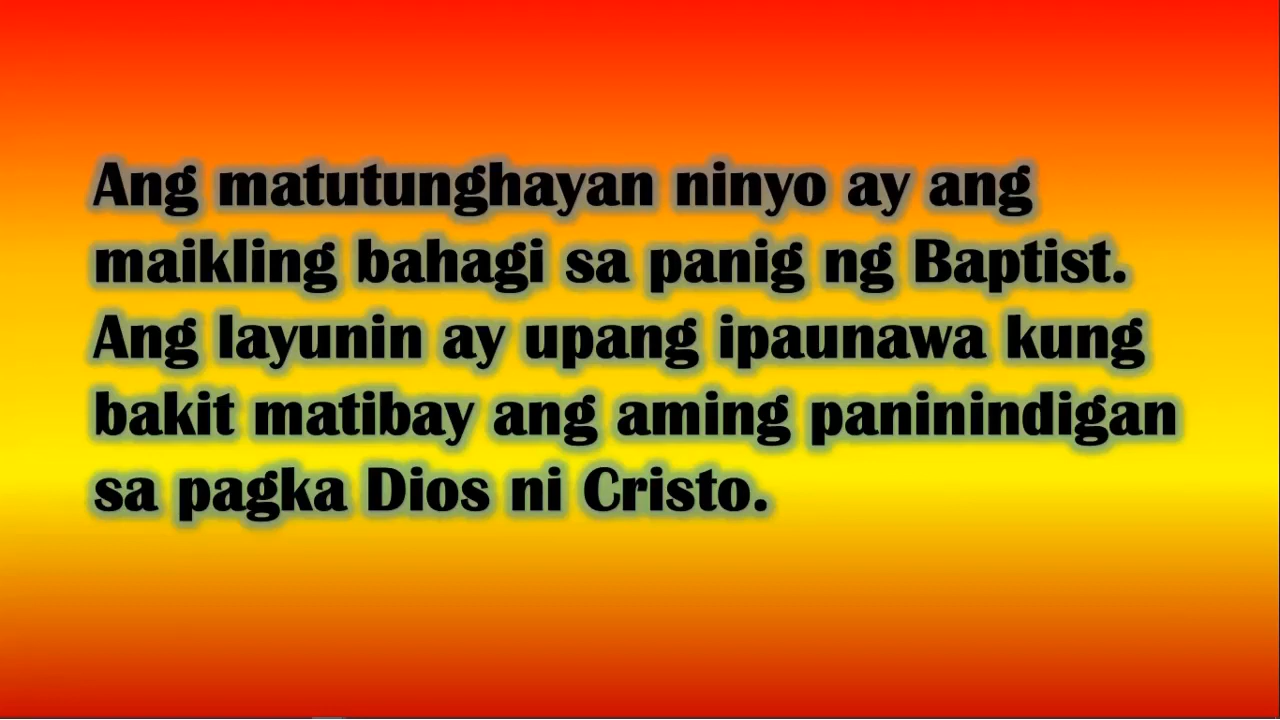 Ang matutunghayan ninyo ay ang
maikling bahagi sa panig ng Baptist.
Ang layunin ay upang ipaunawa kung
bakit matibay ang aming paninindigan
sa pagka Dios ni Cristo.